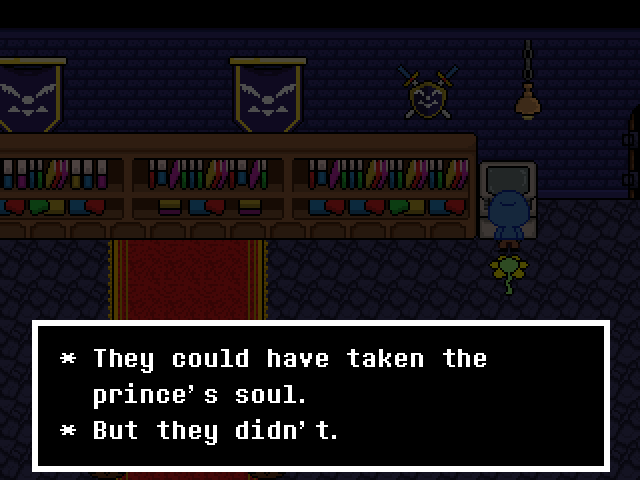 * They could have taken the
prince's soul.
* But they didn't.